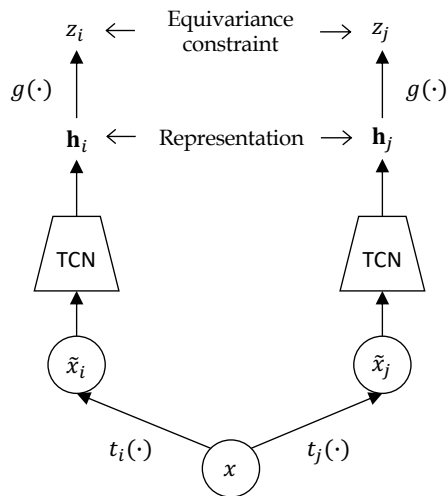 z_i Equivariance constraint z_j
g(·) g(·)
h_i Representation h_j
TCN TCN
x̃_i x̃_j
t_i(·) t_j(·)
x